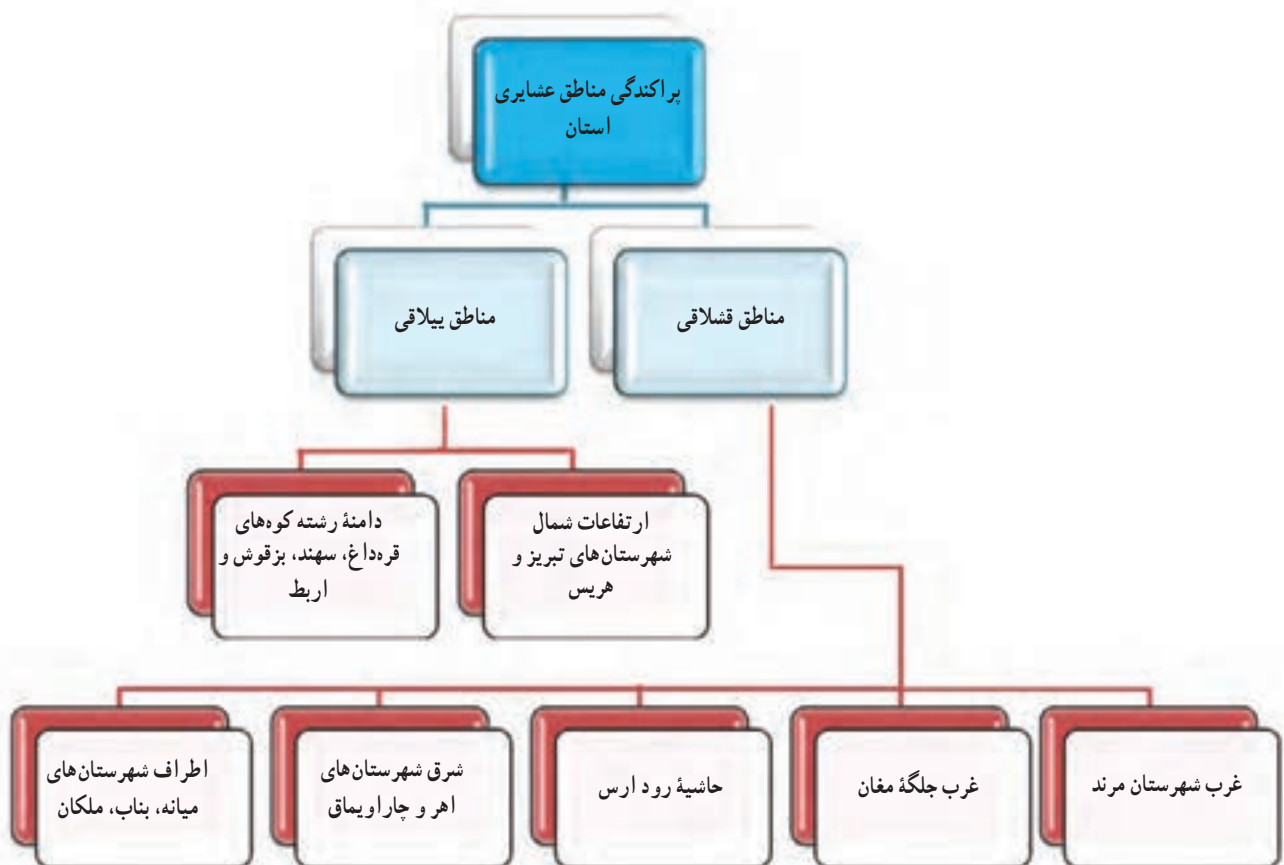 پراکندگی مناطق عشایری
استان
مناطق قشلاقی
مناطق ییلاقی
ارتفاعات شمال
شهرستان‌های تبریز و
هریس
دامنهٔ رشته کوه‌های
قره‌داغ، سهند، بزقوش و
اربط
غرب شهرستان مرند
غرب جلگهٔ مغان
حاشیهٔ رود ارس
شرق شهرستان‌های
اهر و چاراویماق
اطراف شهرستان‌های
میانه، بناب، ملکان